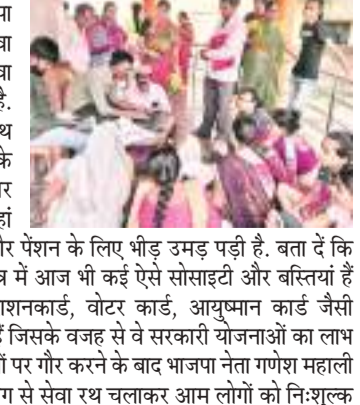 है.
के
र पेंशन के लिए भीड़ उमड़ पड़ी है. बता दें कि
में आज भी कई ऐसे सोसाइटी और बस्तियां हैं
शनकार्ड, वोटर कार्ड, आयुष्मान कार्ड जैसी
जिसके वजह से वे सरकारी योजनाओं का लाभ
पर गौर करने के बाद भाजपा नेता गणेश महाली
ग से सेवा रथ चलाकर आम लोगों को निःशुल्क